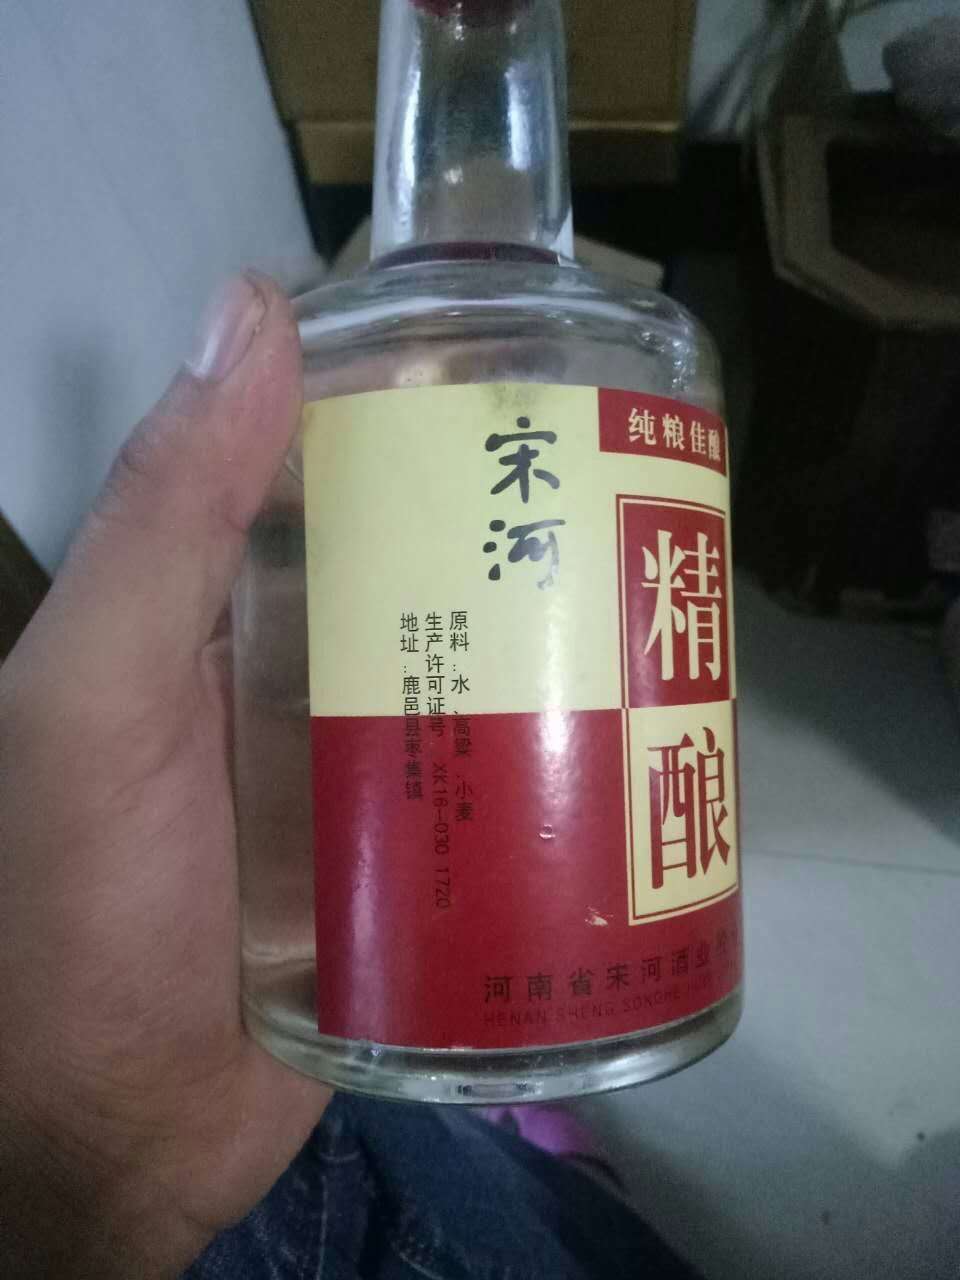 纯粮佳酿
宋河
精酿
原料：水、高粱、小麦
生产许可证号 XK16-030 1720
地址：鹿邑县枣集镇
河南省宋河酒业
HENAN SHENG SONGHE